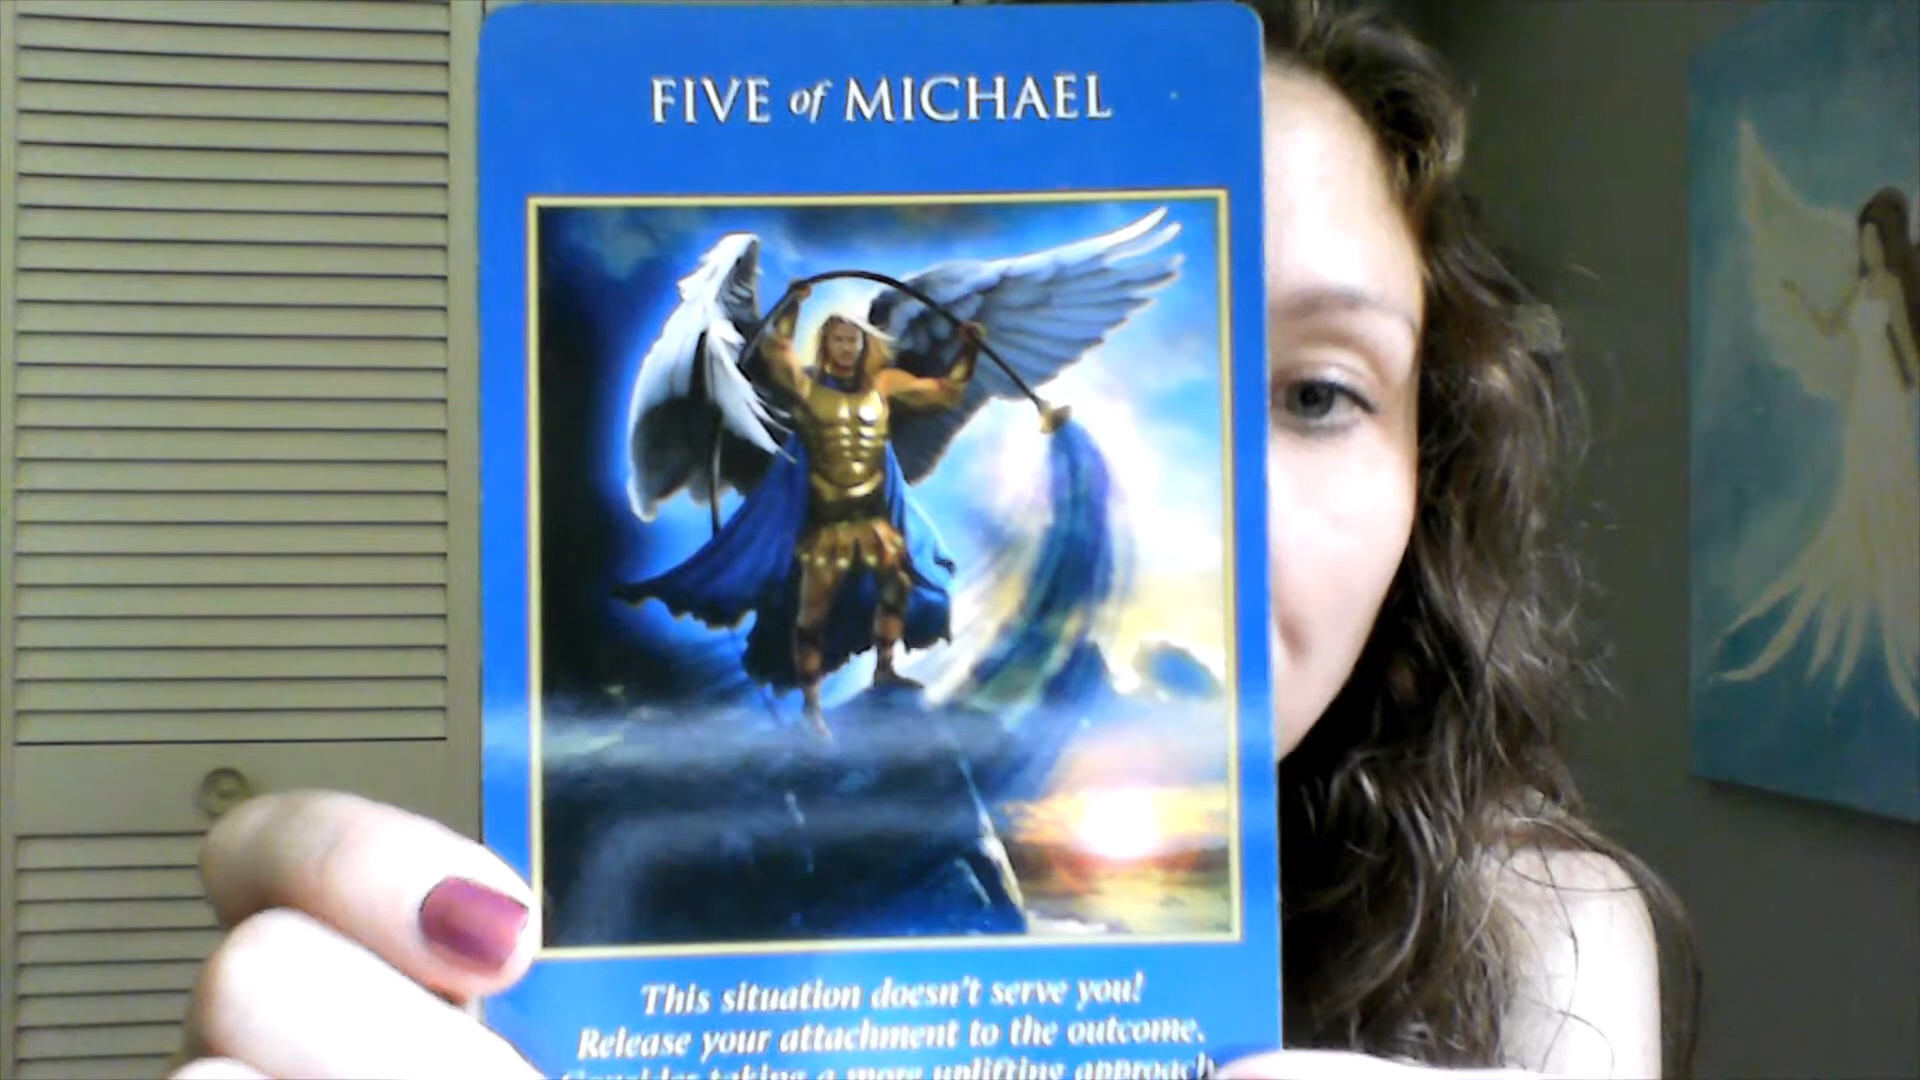 FIVE of MICHAEL
This situation doesn't serve you!
Release your attachment to the outcome.
Consider taking a more uplifting approach